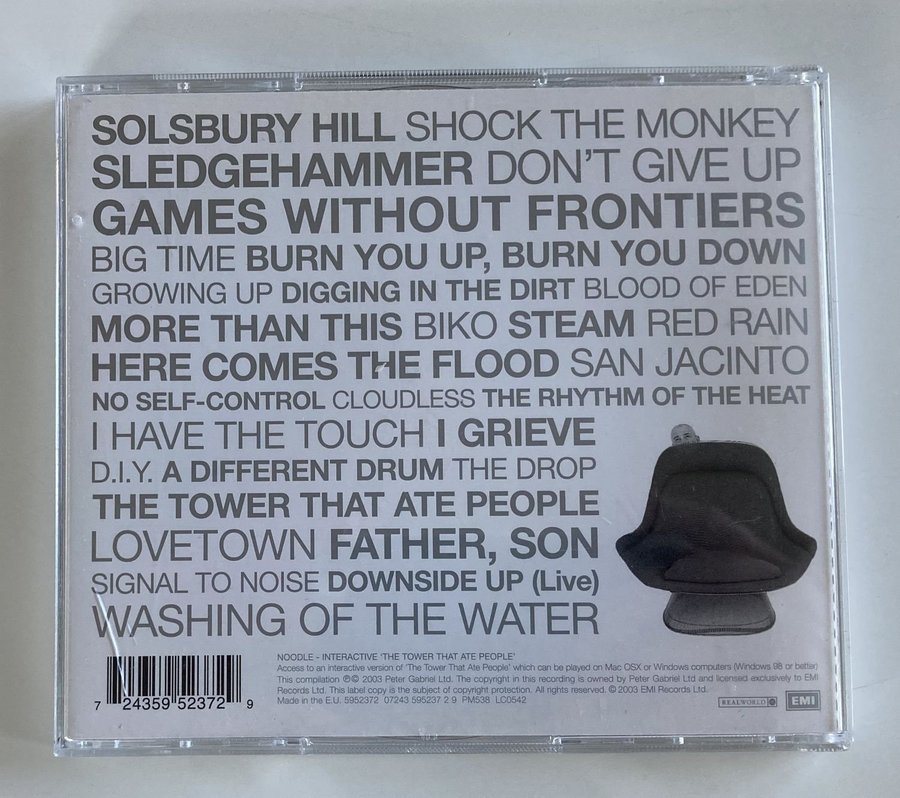 SOLSBURY HILL SHOCK THE MONKEY
SLEDGEHAMMER DON'T GIVE UP
GAMES WITHOUT FRONTIERS
BIG TIME BURN YOU UP, BURN YOU DOWN
GROWING UP DIGGING IN THE DIRT BLOOD OF EDEN
MORE THAN THIS BIKO STEAM RED RAIN
HERE COMES THE FLOOD SAN JACINTO
NO SELF-CONTROL CLOUDLESS THE RHYTHM OF THE HEAT
I HAVE THE TOUCH I GRIEVE
D.I.Y. A DIFFERENT DRUM THE DROP
THE TOWER THAT ATE PEOPLE
LOVETOWN FATHER, SON
SIGNAL TO NOISE DOWNSIDE UP (Live)
WASHING OF THE WATER
NOODLE - INTERACTIVE 'THE TOWER THAT ATE PEOPLE'
Access to an interactive version of 'The Tower That Ate People' which can be played on Mac OSX or Windows computers (Windows 98 or better)
This compilation ℗© 2003 Peter Gabriel Ltd. The copyright in this recording is owned by Peter Gabriel Ltd and licensed exclusively to EMI
Records Ltd. This label copy is the subject of copyright protection. All rights reserved. © 2003 EMI Records Ltd.
Made in the E.U. 5952372 07243 595237 2 9 PM538 LC0542
7 24359 52372 9
REALWORLD
EMI